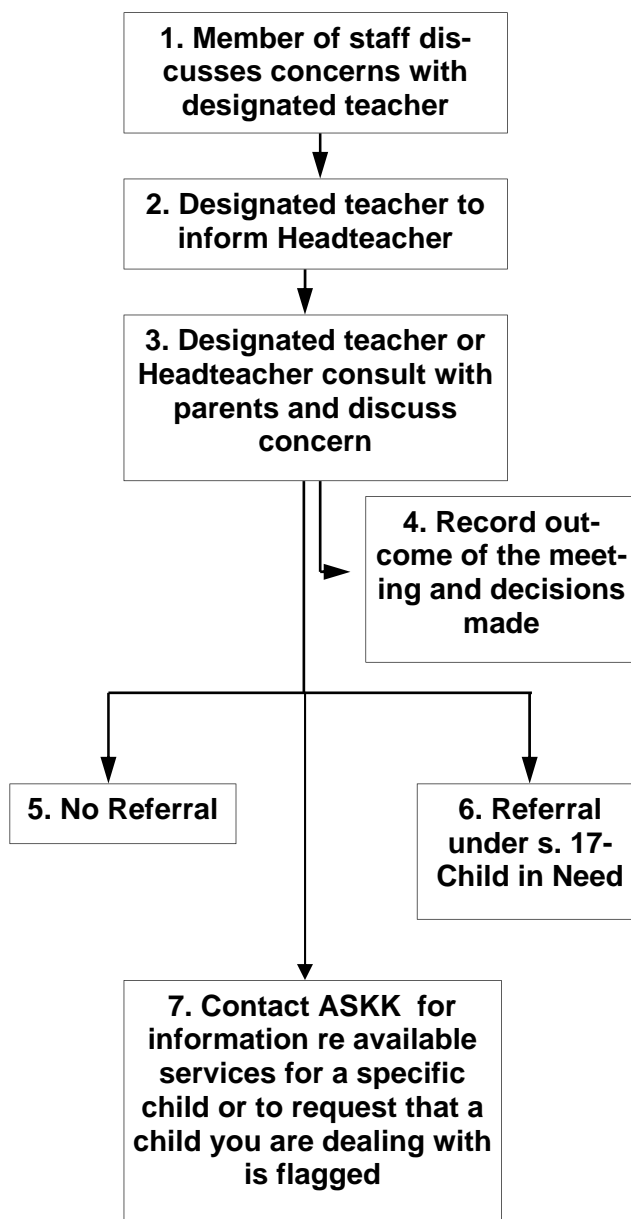 1. Member of staff dis-
cusses concerns with
designated teacher
2. Designated teacher to
inform Headteacher
3. Designated teacher or
Headteacher consult with
parents and discuss
concern
4. Record out-
come of the meet-
ing and decisions
made
5. No Referral
6. Referral
under s. 17-
Child in Need
7. Contact ASKK  for
information re available
services for a specific
child or to request that a
child you are dealing with
is flagged